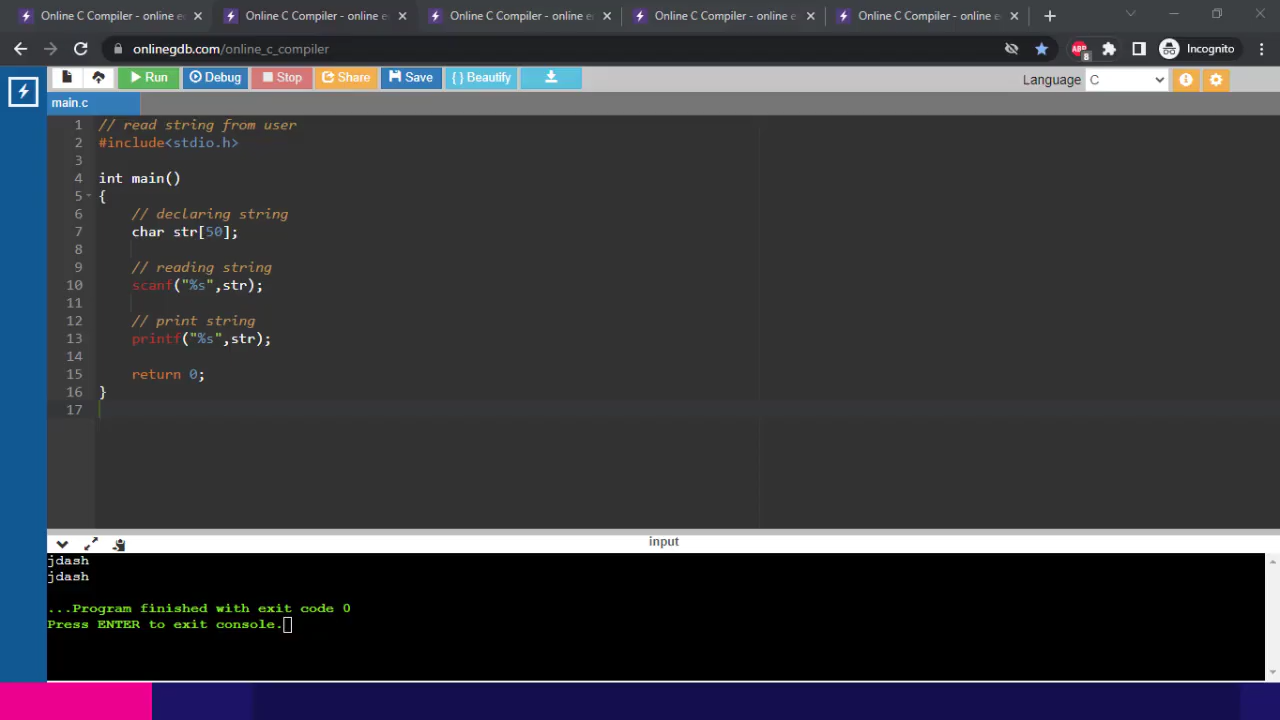 Online C Compiler - online e
Online C Compiler - online e
Online C Compiler - online e
Online C Compiler - online e
Online C Compiler - online e
onlinegdb.com/online_c_compiler
ABP
8
Incognito
Run
Debug
Stop
Share
Save
{ } Beautify
Language
C
main.c
1 // read string from user
2 #include<stdio.h>
3
4 int main()
5 {
6 // declaring string
7 char str[50];
8
9 // reading string
10 scanf("%s",str);
11
12 // print string
13 printf("%s",str);
14
15 return 0;
16 }
17
input
jdash
jdash
...Program finished with exit code 0
Press ENTER to exit console.